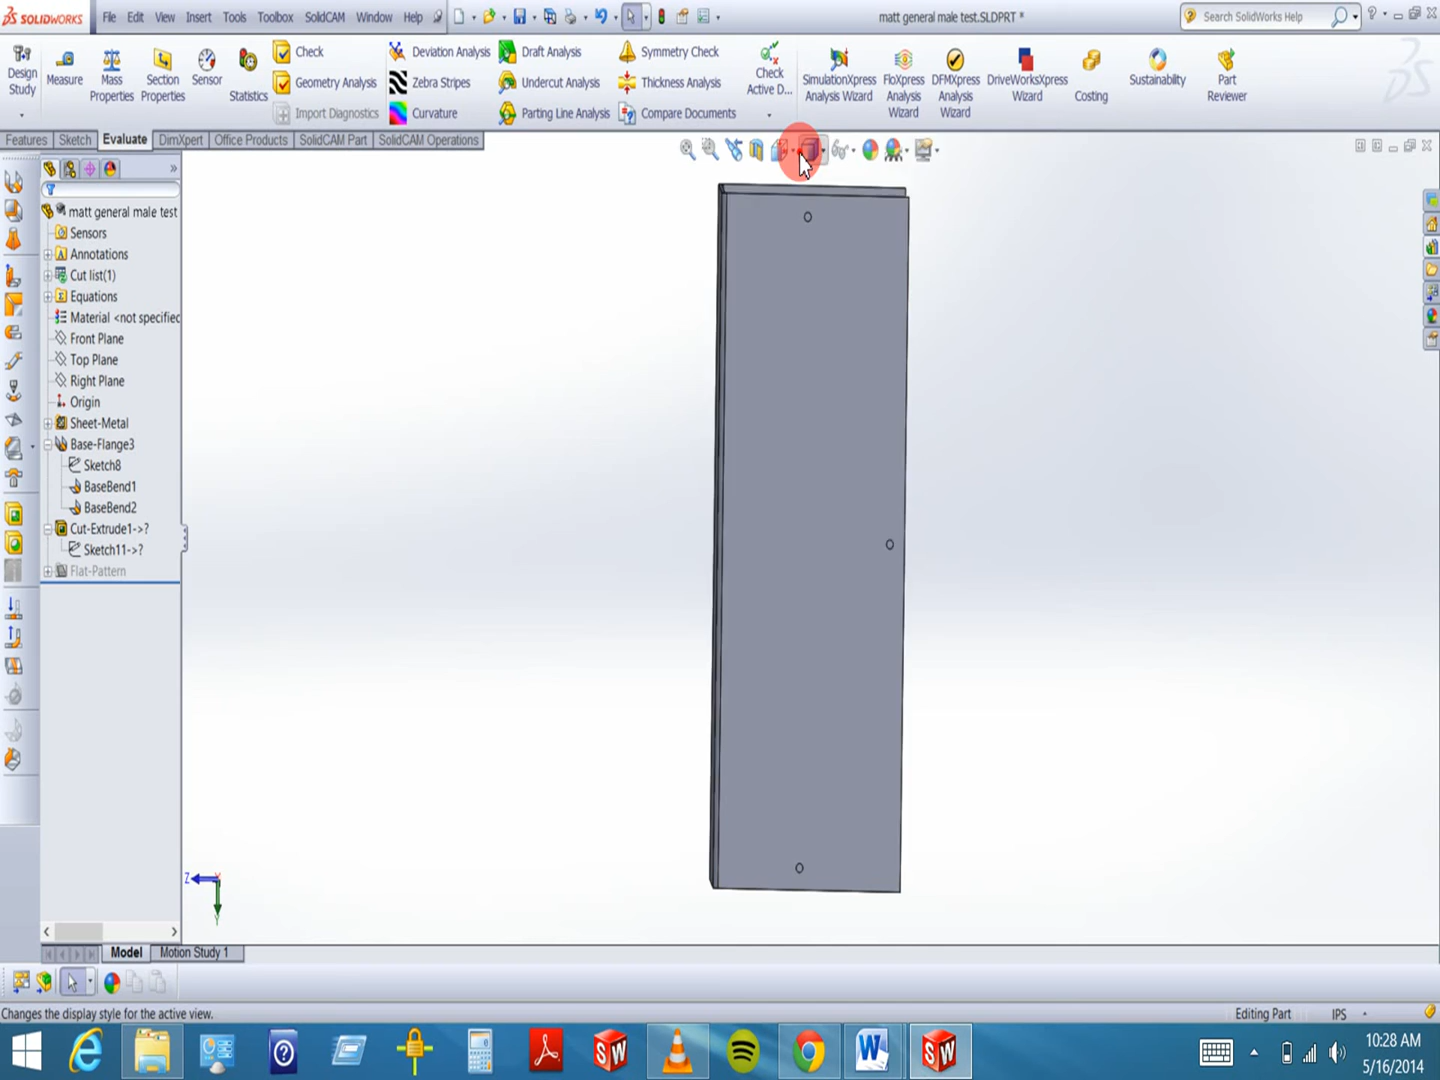 SOLIDWORKS File Edit View Insert Tools Toolbox SolidCAM Window Help matt general male test.SLDPRT * Search SolidWorks Help
Design Study
Measure
Mass Properties
Section Properties
Sensor
Statistics
Check
Geometry Analysis
Import Diagnostics
Deviation Analysis
Zebra Stripes
Curvature
Draft Analysis
Undercut Analysis
Parting Line Analysis
Symmetry Check
Thickness Analysis
Compare Documents
Check Active D...
SimulationXpress Analysis Wizard
FloXpress Analysis Wizard
DFMXpress Analysis Wizard
DriveWorksXpress Wizard
Costing
Sustainability
Part Reviewer
Features Sketch Evaluate DimXpert Office Products SolidCAM Part SolidCAM Operations
matt general male test
Sensors
Annotations
Cut list(1)
Equations
Material <not specified
Front Plane
Top Plane
Right Plane
Origin
Sheet-Metal
Base-Flange3
Sketch8
BaseBend1
BaseBend2
Cut-Extrude1->?
Sketch11->?
Flat-Pattern
Z
Y
Model Motion Study 1
Changes the display style for the active view. Editing Part IPS
10:28 AM
5/16/2014